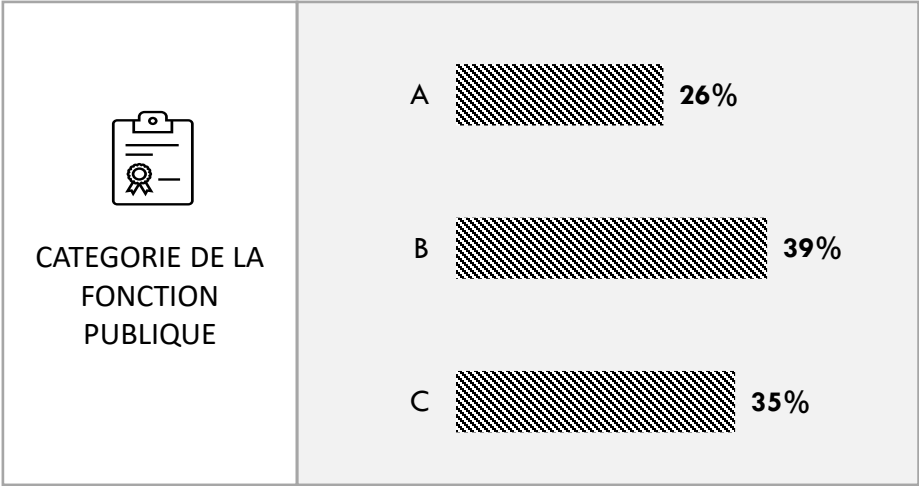 CATEGORIE DE LA
FONCTION
PUBLIQUE
A 26%
B 39%
C 35%